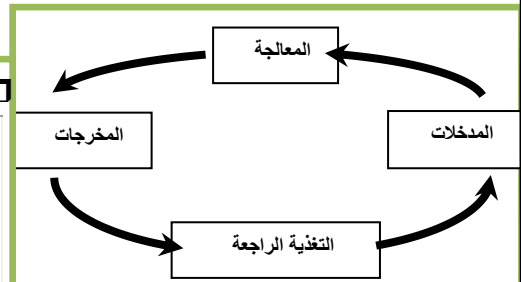 المعالجة
المدخلات
المخرجات
التغذية الراجعة